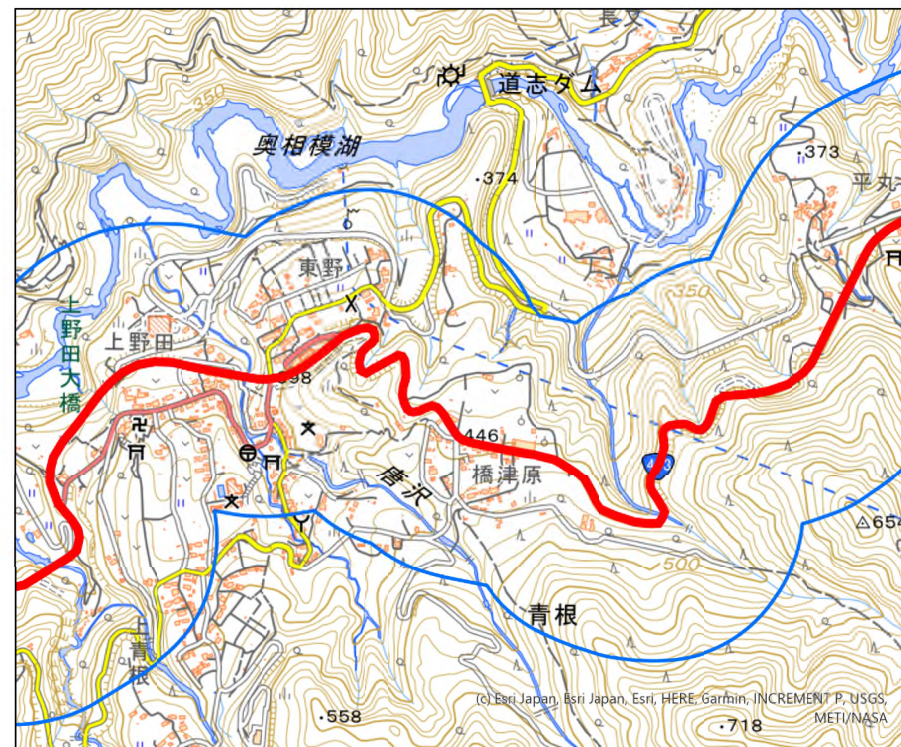 350
道志ダム
奥相模湖
374
373
平丸
東野
350
上野田大橋
上野田
398
446
橋津原
唐沢
654
500
青根
上青根
558
718
(c) Esri Japan, Esri Japan, Esri, HERE, Garmin, INCREMENT P, USGS,
METI/NASA